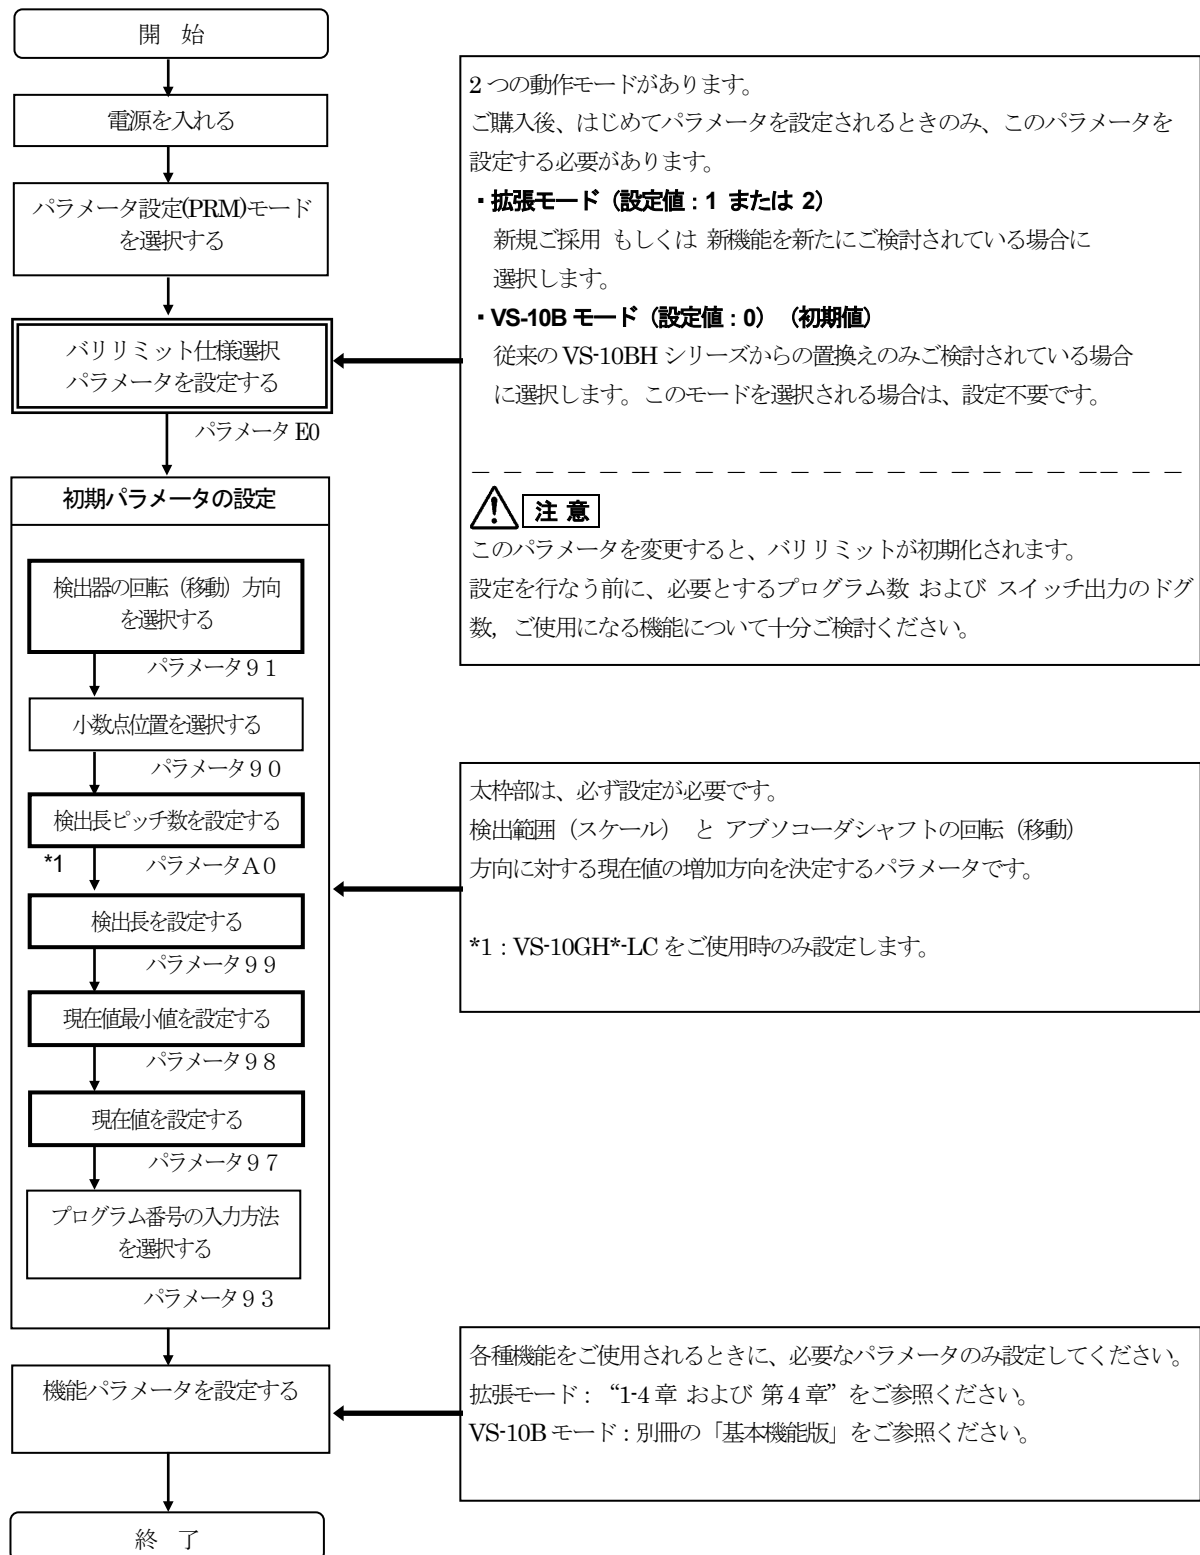 開　始
電源を入れる
パラメータ設定(PRM)モード
を選択する
バリリミット仕様選択
パラメータを設定する
パラメータ E0
初期パラメータの設定
検出器の回転（移動）方向
を選択する
パラメータ９１
小数点位置を選択する
パラメータ９０
検出長ピッチ数を設定する
*1
パラメータＡ０
検出長を設定する
パラメータ９９
現在値最小値を設定する
パラメータ９８
現在値を設定する
パラメータ９７
プログラム番号の入力方法
を選択する
パラメータ９３
機能パラメータを設定する
終　了
2 つの動作モードがあります。
ご購入後、はじめてパラメータを設定されるときのみ、このパラメータを
設定する必要があります。
・拡張モード（設定値：1 または 2）
新規ご採用 もしくは 新機能を新たにご検討されている場合に
選択します。
・VS-10B モード（設定値：0）（初期値）
従来の VS-10BH シリーズからの置換えのみご検討されている場合
に選択します。このモードを選択される場合は、設定不要です。
注 意
このパラメータを変更すると、バリリミットが初期化されます。
設定を行なう前に、必要とするプログラム数 および スイッチ出力のドグ
数，ご使用になる機能について十分ご検討ください。
太枠部は、必ず設定が必要です。
検出範囲（スケール） と アブソコーダシャフトの回転（移動）
方向に対する現在値の増加方向を決定するパラメータです。
*1：VS-10GH*-LC をご使用時のみ設定します。
各種機能をご使用されるときに、必要なパラメータのみ設定してください。
拡張モード： “1-4 章 および 第 4 章”をご参照ください。
VS-10B モード：別冊の「基本機能版」をご参照ください。